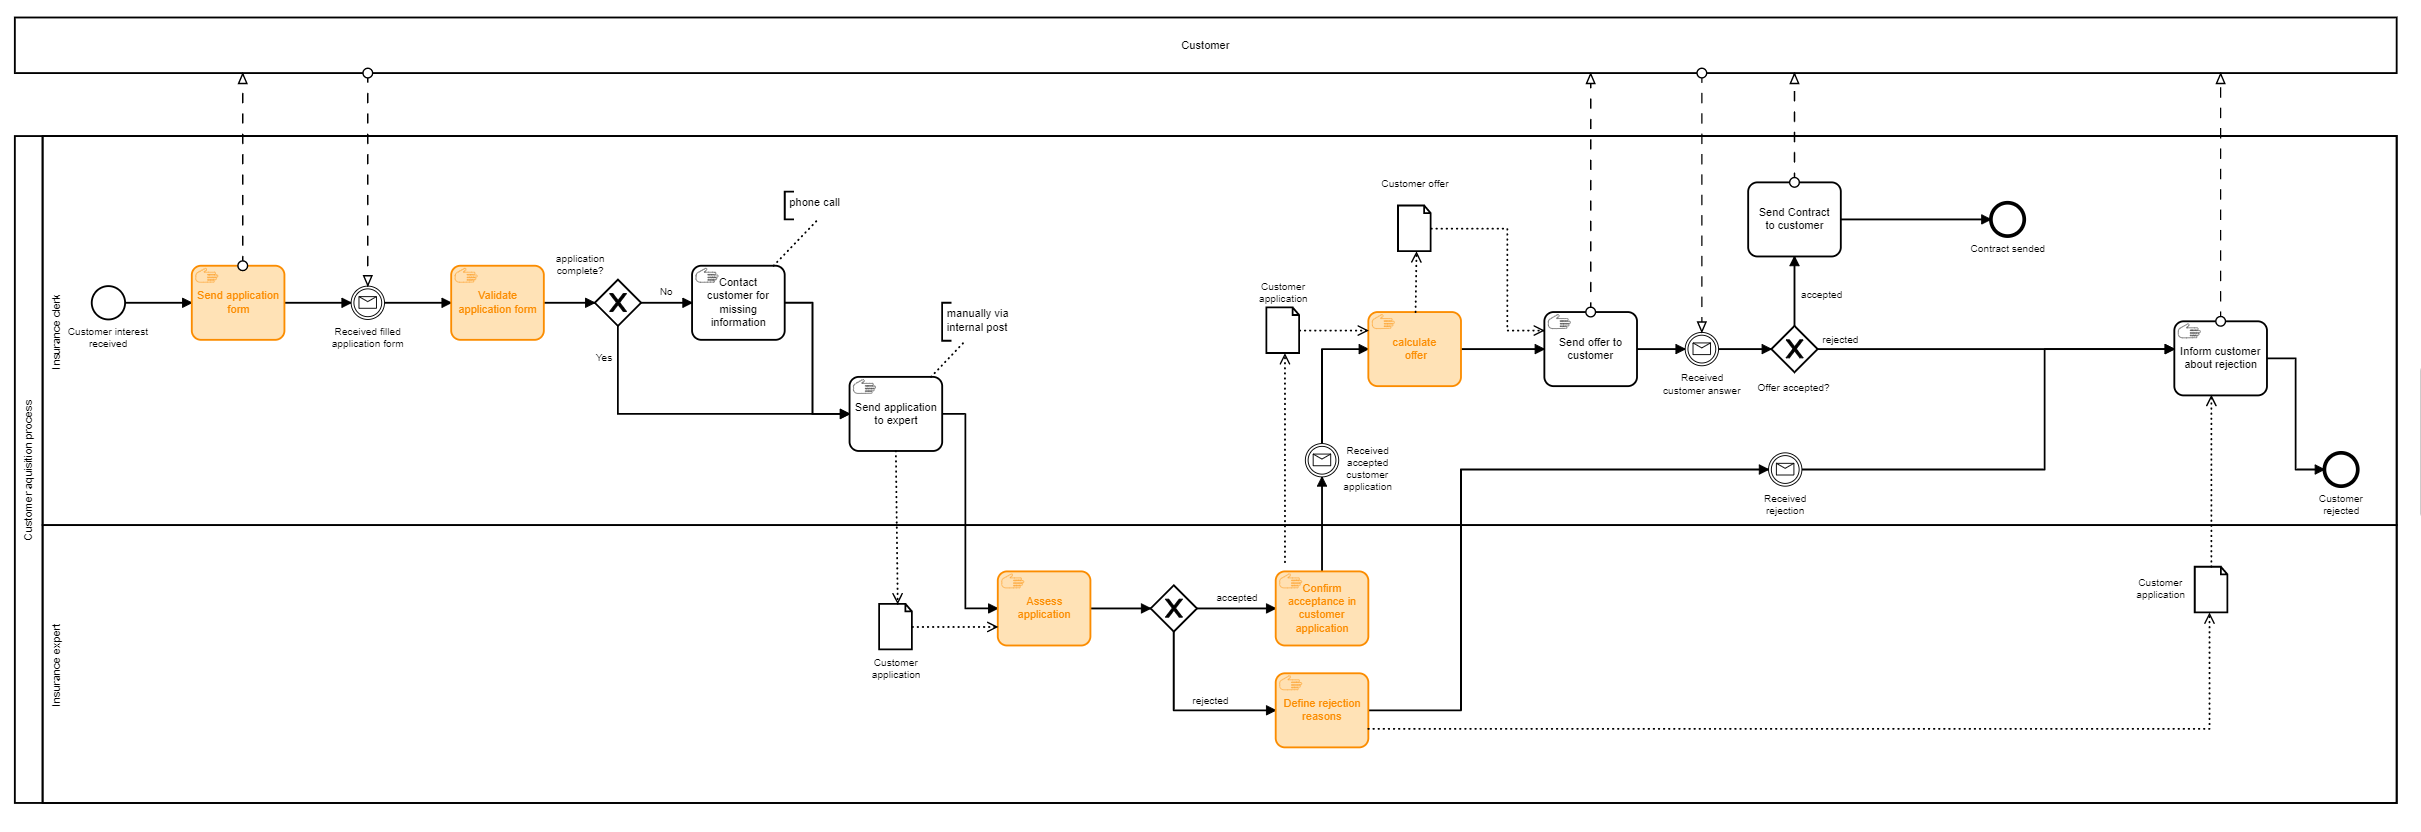 Customer
Customer aquisition process
Insurance clerk
Customer interest
received
Send application
form
Received filled
application form
Validate
application form
application
complete?
No
Yes
Contact
customer for
missing
information
phone call
manually via
internal post
Send application
to expert
Customer
application
Customer offer
calculate
offer
Received
accepted
customer
application
Send offer to
customer
Received
customer answer
Offer accepted?
accepted
rejected
Send Contract
to customer
Contract sended
Received
rejection
Inform customer
about rejection
Customer
rejected
Insurance expert
Customer
application
Assess
application
accepted
rejected
Confirm
acceptance in
customer
application
Define rejection
reasons
Customer
application